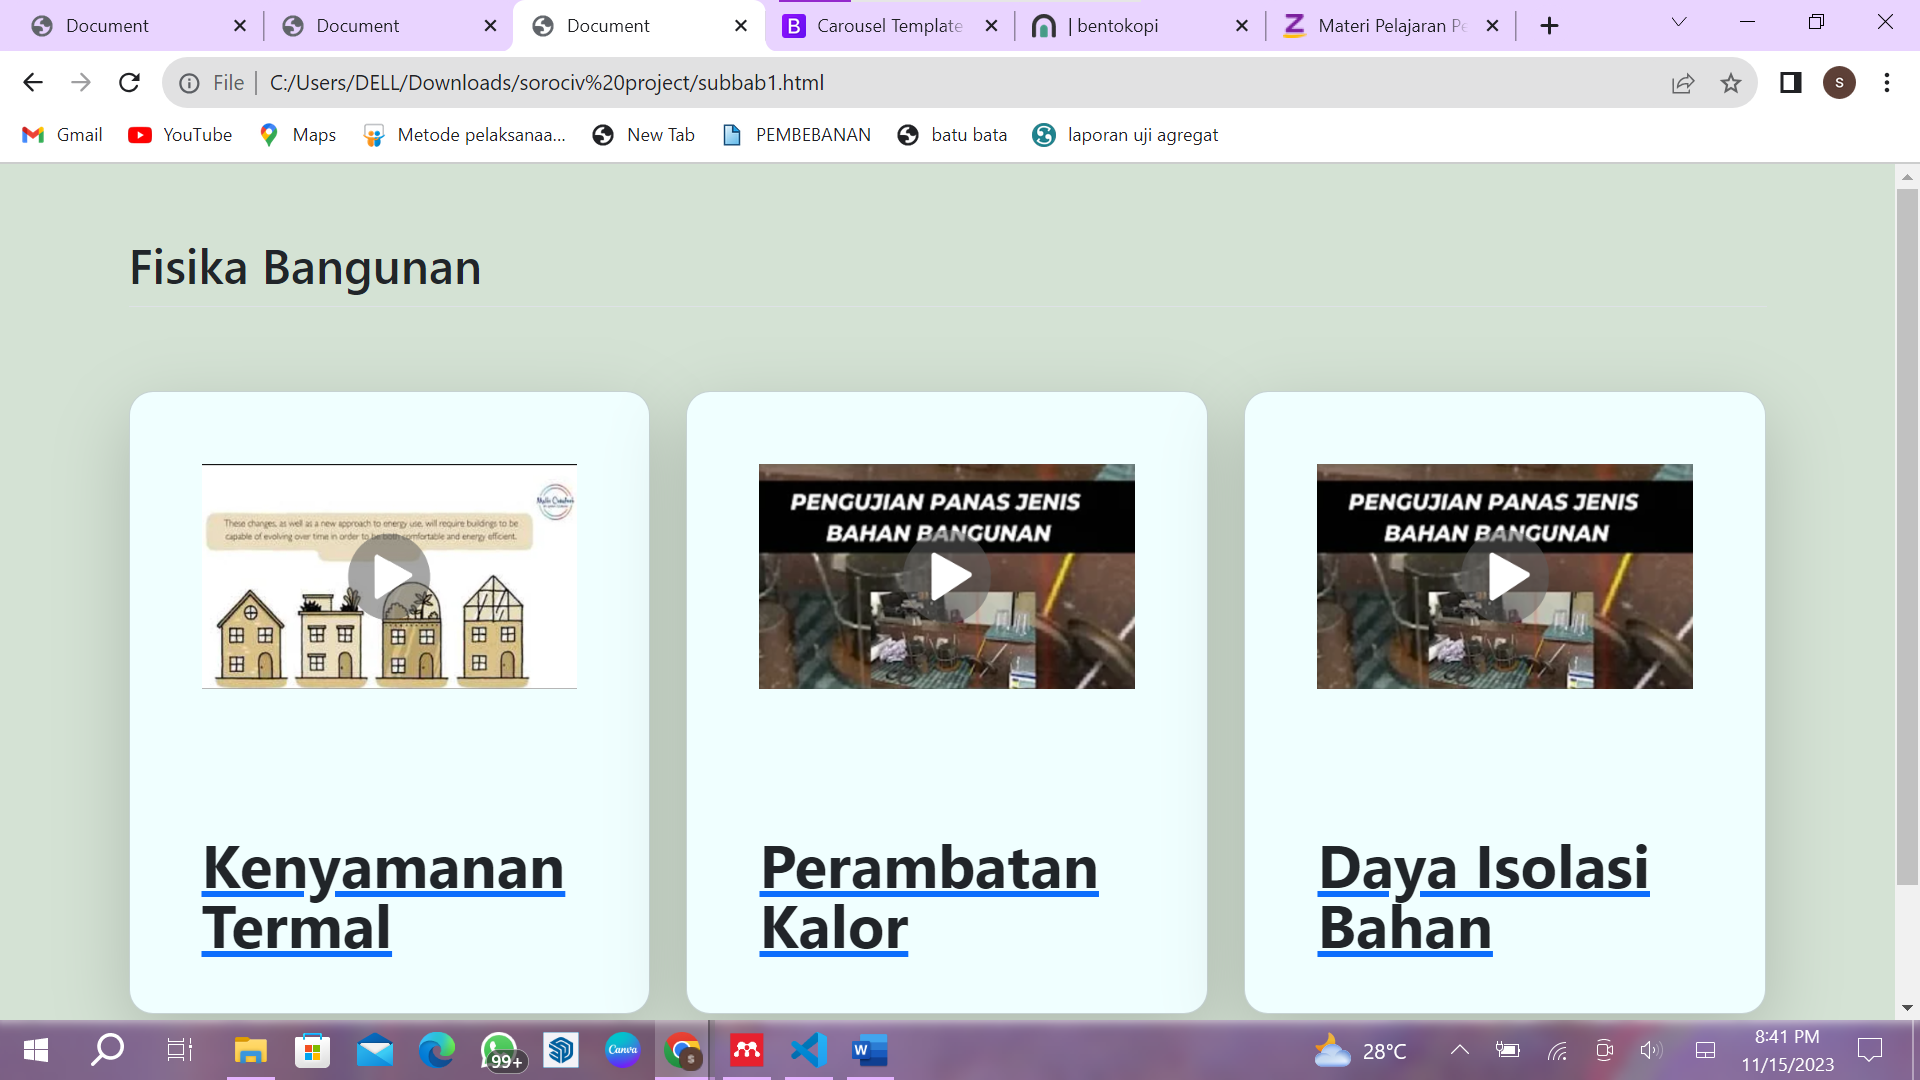 Document
Document
Document
Carousel Template
| bentokopi
Materi Pelajaran Pe
File
C:/Users/DELL/Downloads/sorociv%20project/subbab1.html
s
Gmail
YouTube
Maps
Metode pelaksanaa...
New Tab
PEMBEBANAN
batu bata
laporan uji agregat
Fisika Bangunan
These changes, as well as a new approach to energy use, will require buildings to be
capable of evolving over time in order to be both comfortable and energy efficient.
PENGUJIAN PANAS JENIS
BAHAN BANGUNAN
PENGUJIAN PANAS JENIS
BAHAN BANGUNAN
Kenyamanan
Termal
Perambatan
Kalor
Daya Isolasi
Bahan
99+
Canva
s
W
28°C
8:41 PM
11/15/2023